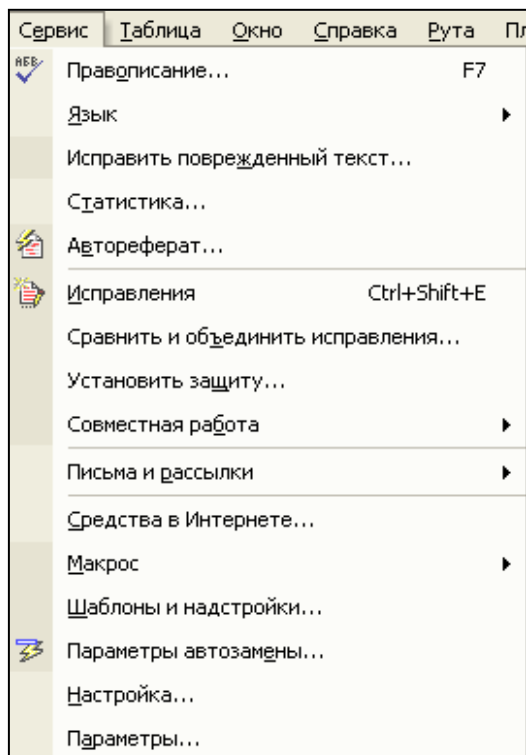 Сервис Таблица Окно Справка Рута Пл
АБВ Правописание... F7
Язык
Исправить поврежденный текст...
Статистика...
Автореферат...
Исправления Ctrl+Shift+E
Сравнить и объединить исправления...
Установить защиту...
Совместная работа
Письма и рассылки
Средства в Интернете...
Макрос
Шаблоны и надстройки...
Параметры автозамены...
Настройка...
Параметры...